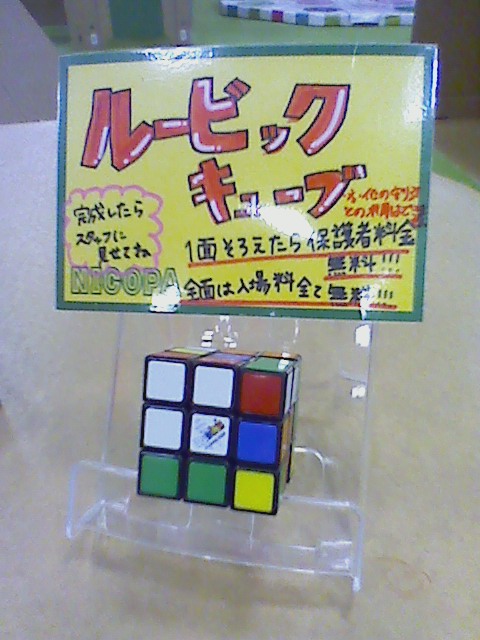 ルービック
キューブ
完成したら
スタッフに
見せてね
NICOPA
1面そろえたら保護者料金
無料!!!
全面は入場料全て無料!!!